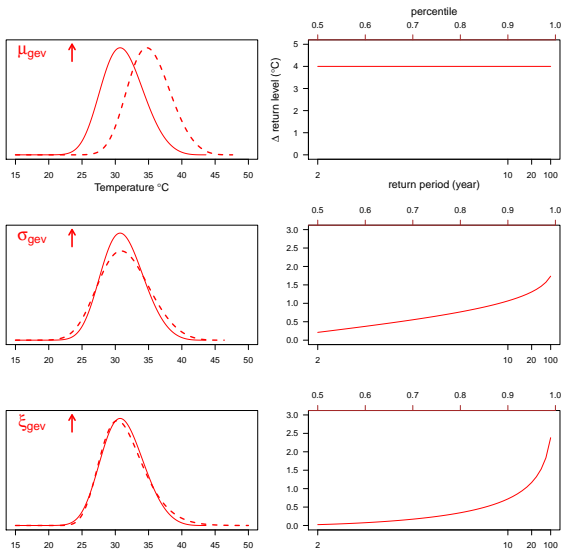 percentile
0.5 0.6 0.7 0.8 0.9 1
μgev ↑
0 1 2 3 4 5
Δ return level (°C)
15 20 25 30 35 40 45 50
2 10 20 100
Temperature °C
return period (year)
0.5 0.6 0.7 0.8 0.9 1.0
σgev ↑
0.0 0.5 1.0 1.5 2.0 2.5 3.0
15 20 25 30 35 40 45 50
2 10 20 100
0.5 0.6 0.7 0.8 0.9 1.0
ξgev ↑
0.0 0.5 1.0 1.5 2.0 2.5 3.0
15 20 25 30 35 40 45 50
2 10 20 100